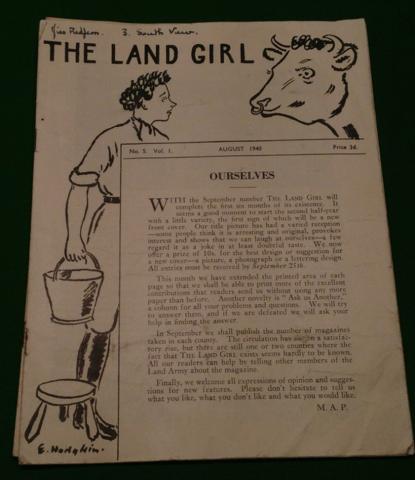 Miss Redfern. 3. South View.
THE LAND GIRL
No. 5. Vol. 1. AUGUST 1940 Price 3d.
OURSELVES
WITH the September number THE LAND GIRL will
complete the first six months of its existence. It
seems a good moment to start the second half-year
with a little variety, the first sign of which will be a new
front cover. Our title picture has had a varied reception
—some people think it is arresting and original, provokes
interest and shows that we can laugh at ourselves—a few
regard it as a joke in at least doubtful taste. We now
offer a prize of 10s. for the best design or suggestion for
a new cover—a picture, a photograph or a lettering design.
All entries must be received by September 21st.
This month we have extended the printed area of each
page so that we shall be able to print more of the excellent
contributions that readers send us without using any more
paper than before. Another novelty is "Ask us Another,"
a column for all your problems and questions. We will try
to answer them, and if we are defeated we will ask your
help in finding the answer.
In September we shall publish the number of magazines
taken in each county. The circulation has made a satisfac-
tory rise, but there are still one or two counties where the
fact that THE LAND GIRL exists seems hardly to be known.
All our readers can help by telling other members of the
Land Army about the magazine.
Finally, we welcome all expressions of opinion and sugges-
tions for new features. Please don't hesitate to tell us
what you like, what you don't like and what you would like.
M. A. P.
E. Hodgkin.